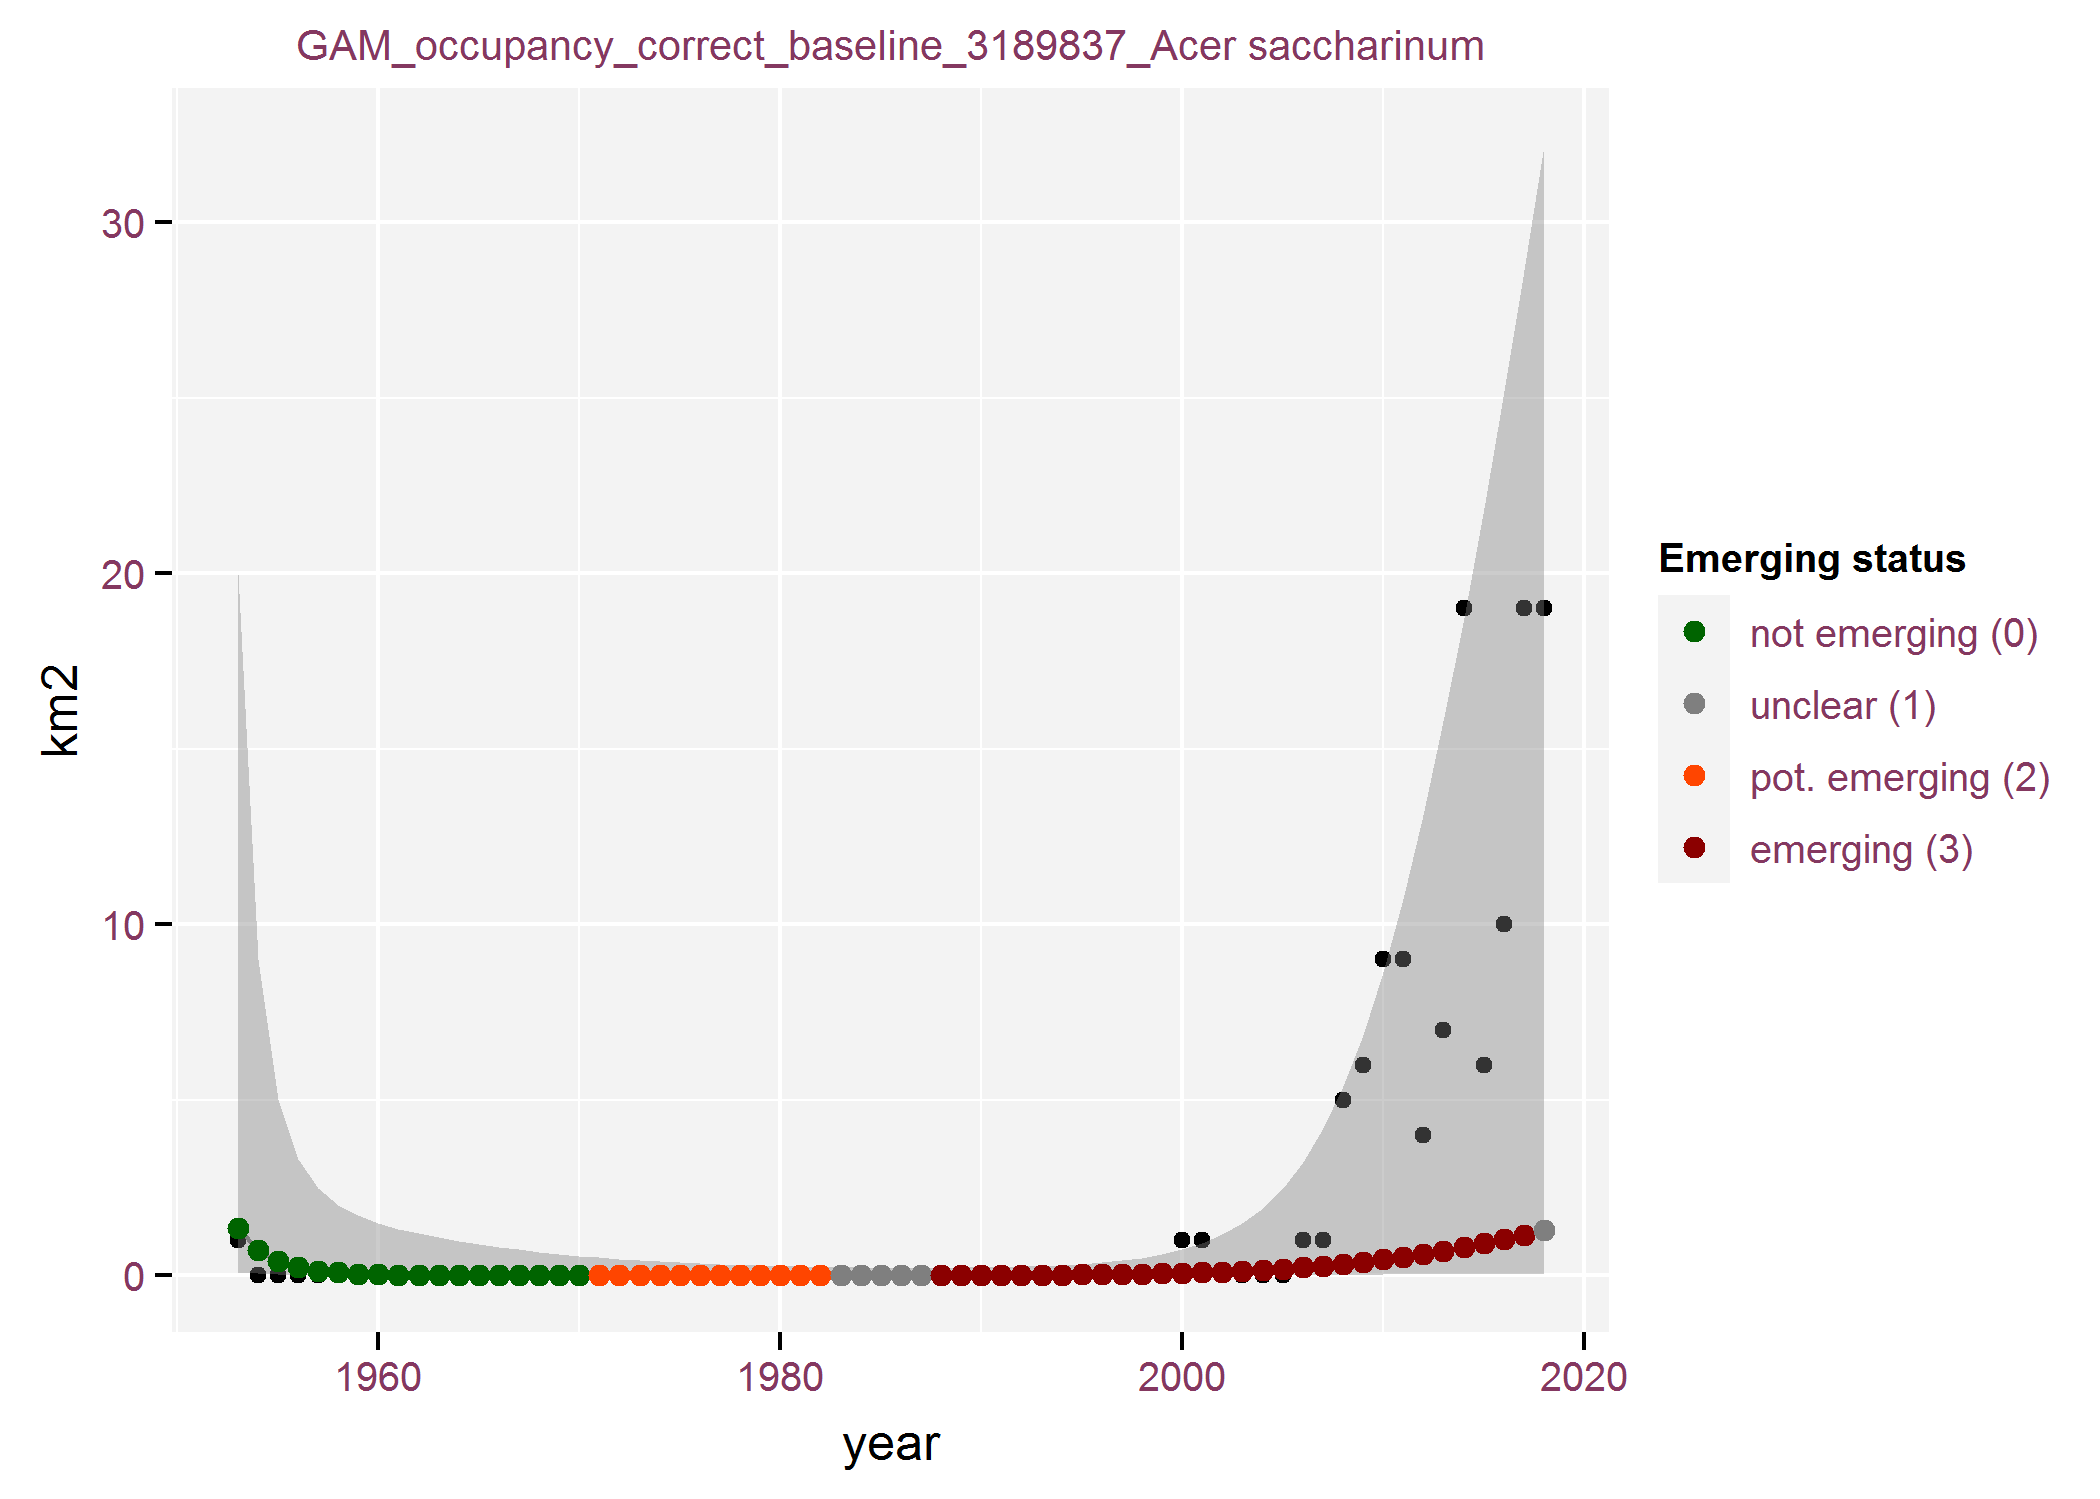 GAM_occupancy_correct_baseline_3189837_Acer saccharinum
30
20
10
0
km2
1960
1980
2000
2020
year
Emerging status
not emerging (0)
unclear (1)
pot. emerging (2)
emerging (3)